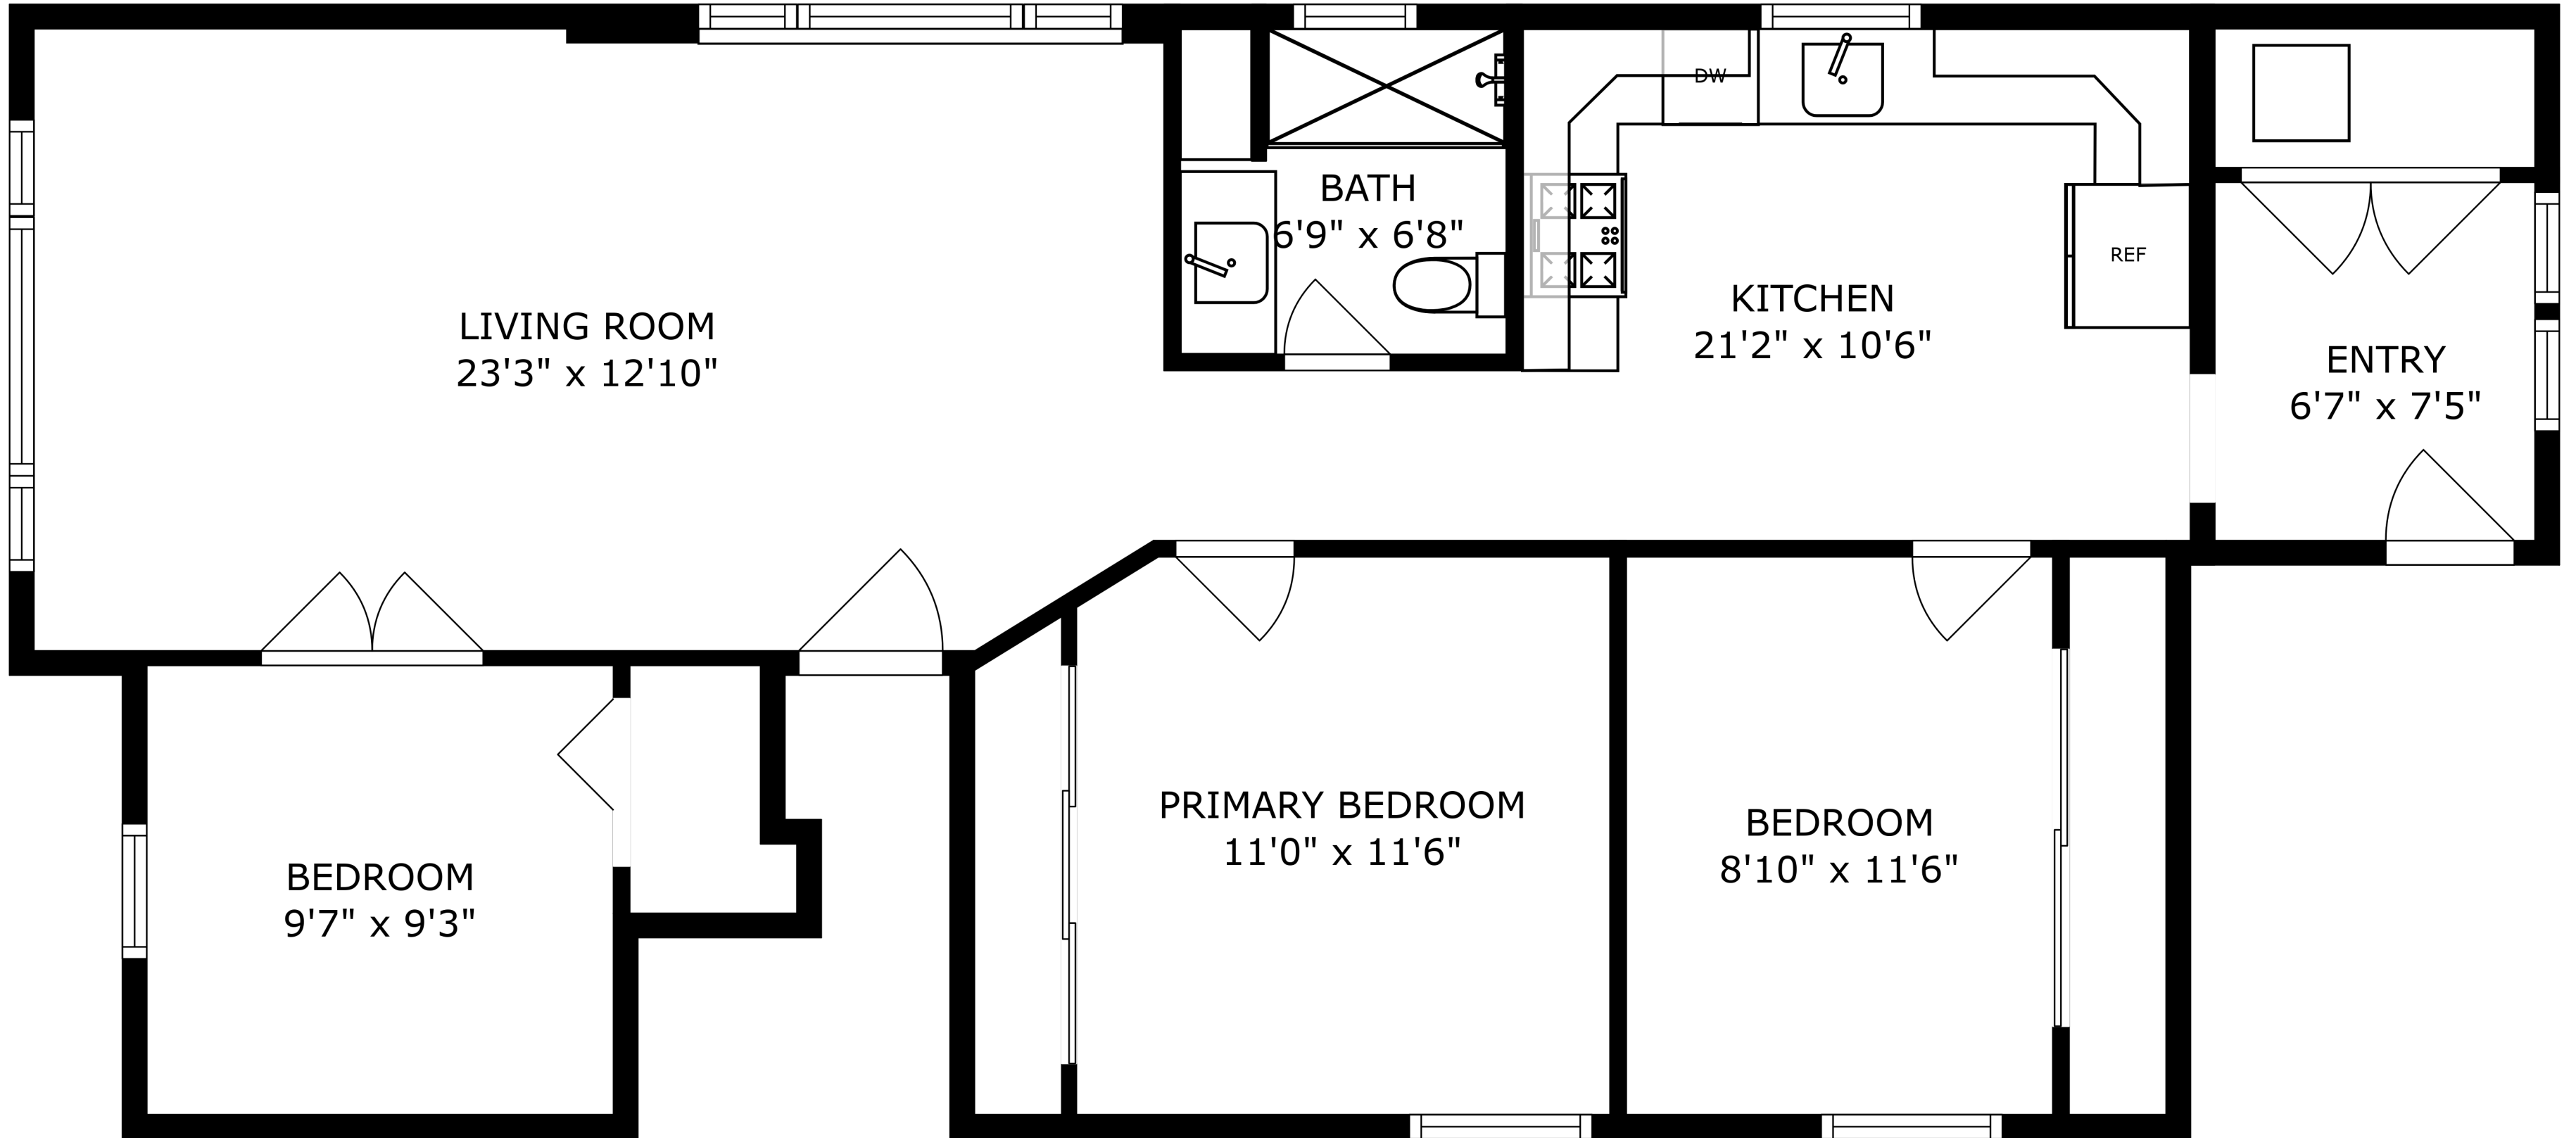 DW
BATH
6'9" x 6'8"
REF
KITCHEN
21'2" x 10'6"
LIVING ROOM
23'3" x 12'10"
ENTRY
6'7" x 7'5"
PRIMARY BEDROOM
11'0" x 11'6"
BEDROOM
8'10" x 11'6"
BEDROOM
9'7" x 9'3"